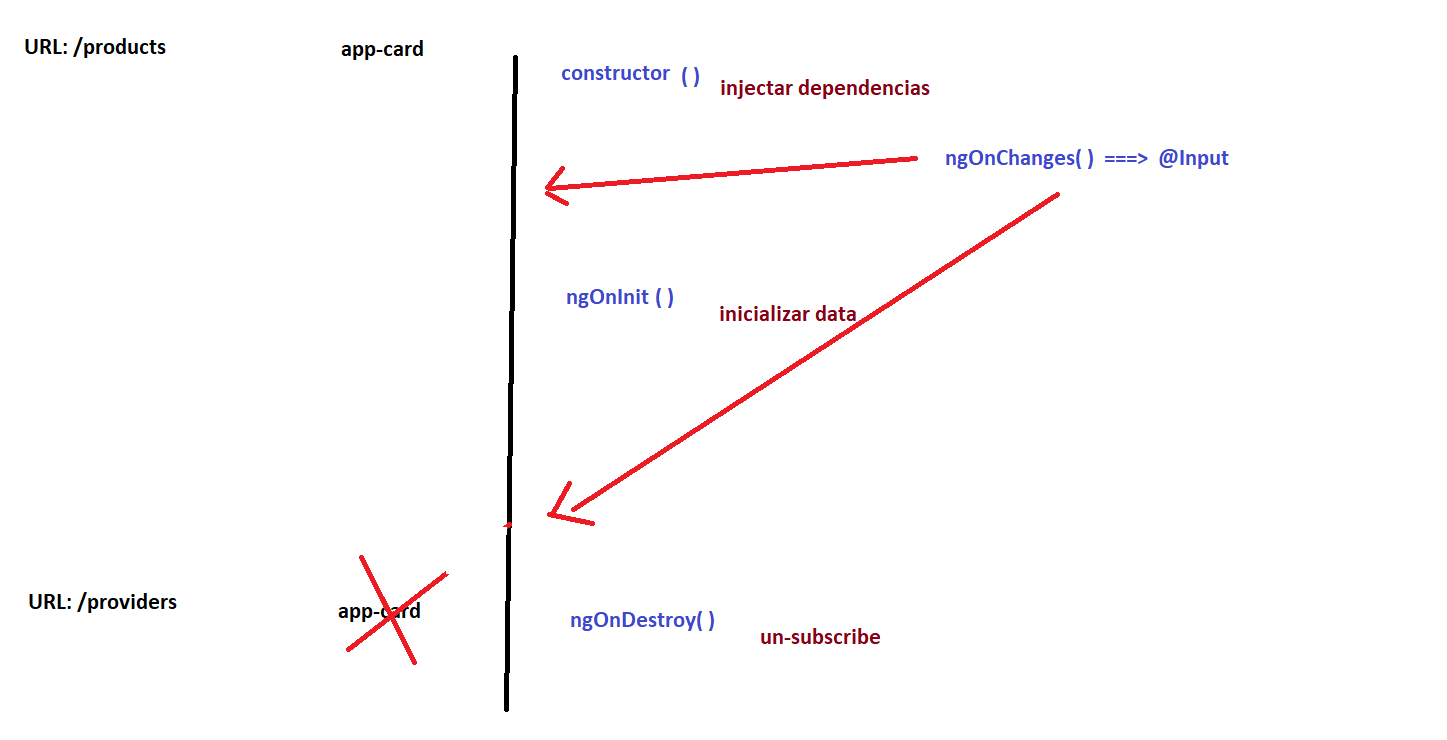 URL: /products
app-card
constructor ( )
injectar dependencias
ngOnChanges( ) ===> @Input
ngOnInit ( )
inicializar data
URL: /providers
app-card
ngOnDestroy( )
un-subscribe